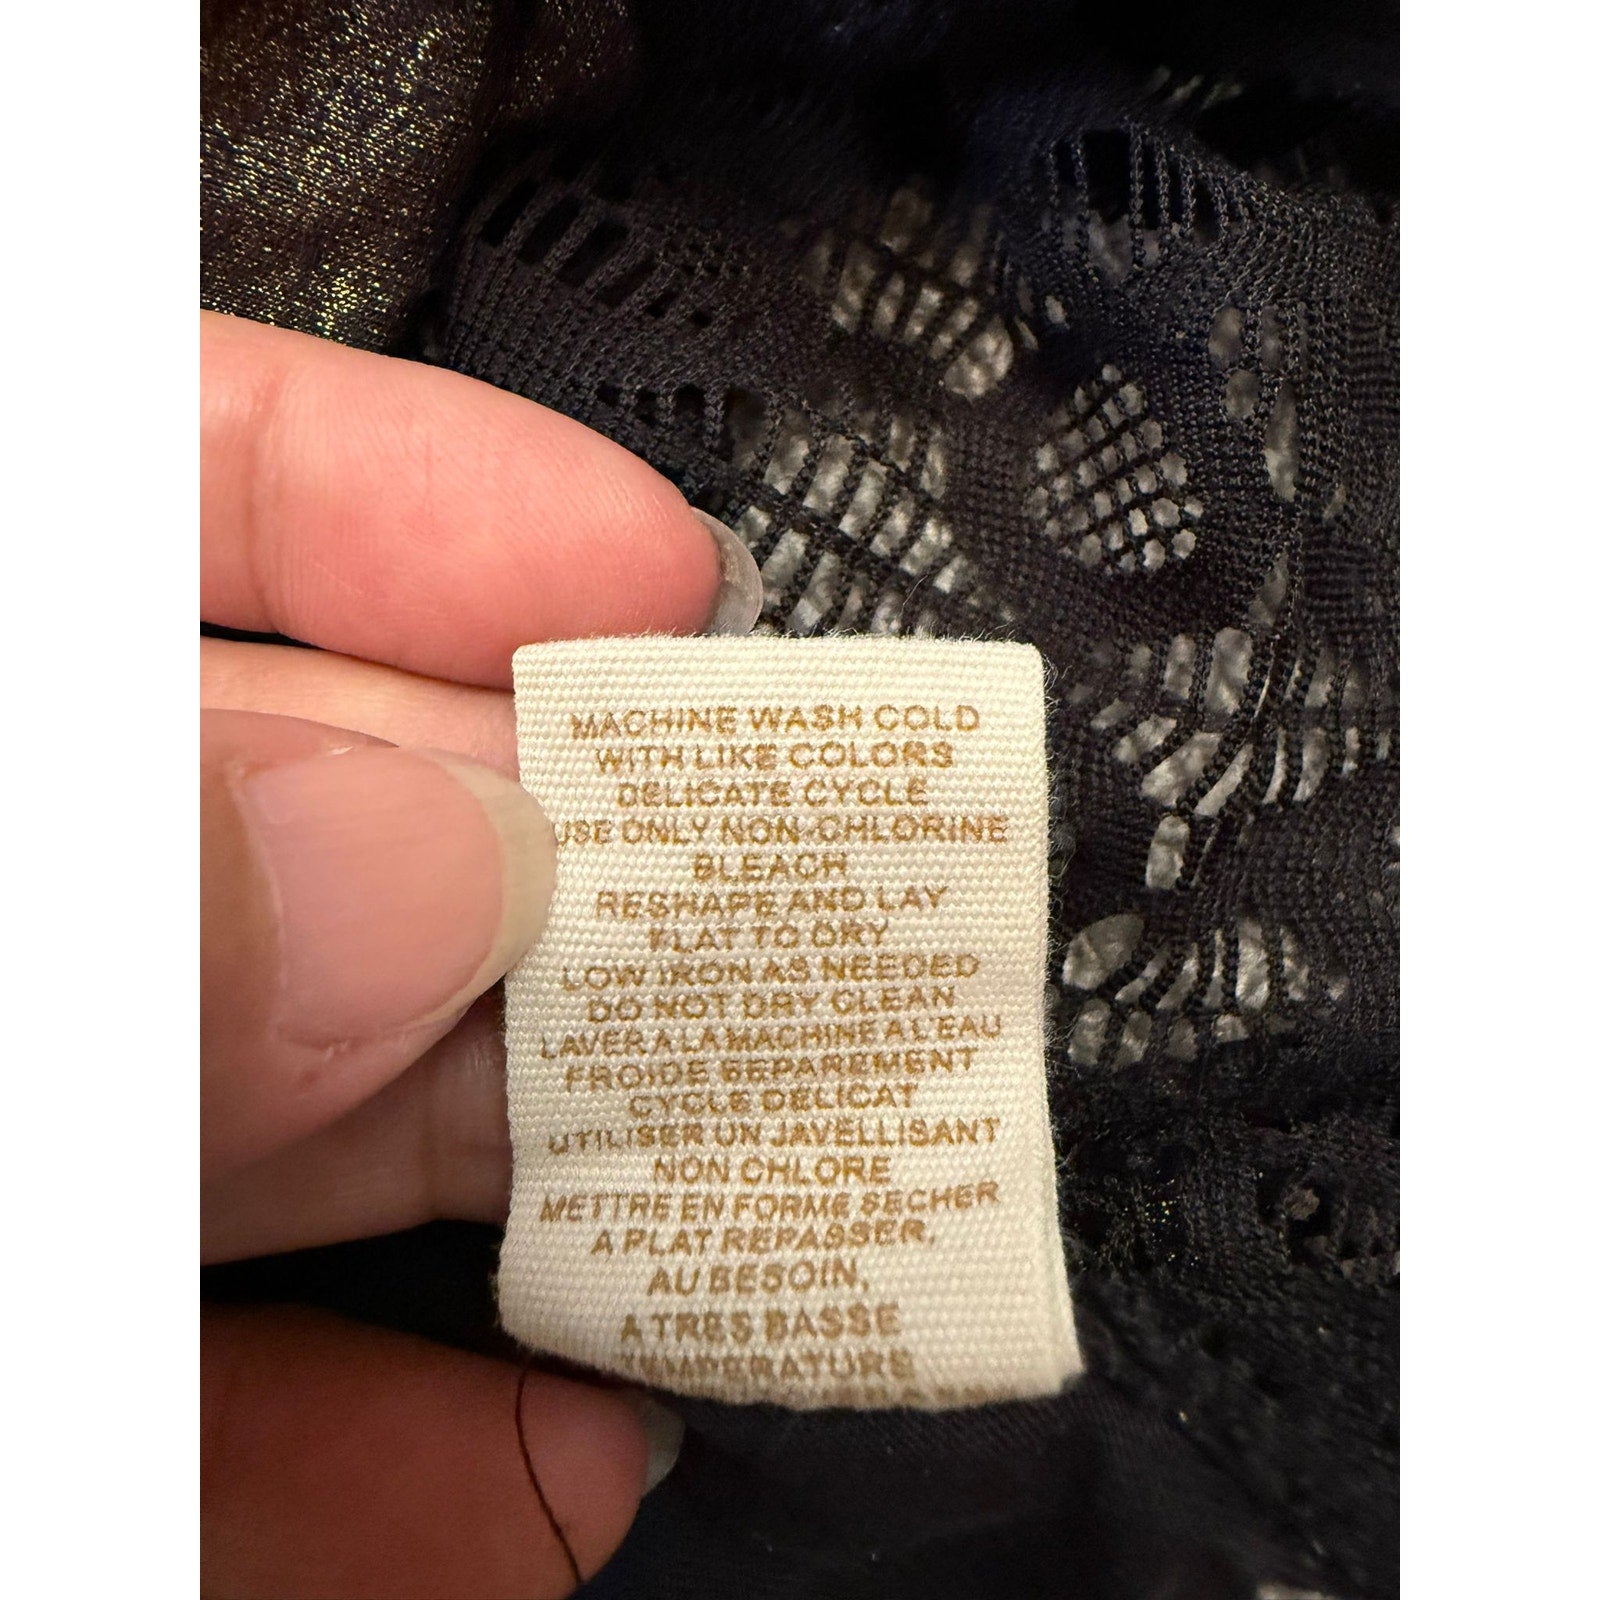 MACHINE WASH COLD
WITH LIKE COLORS
DELICATE CYCLE
USE ONLY NON-CHLORINE
BLEACH
RESHAPE AND LAY
FLAT TO DRY
LOW IRON AS NEEDED
DO NOT DRY CLEAN
LAVER A LA MACHINE A L'EAU
FROIDE SEPAREMENT
CYCLE DELICAT
UTILISER UN JAVELLISANT
NON CHLORE
METTRE EN FORME SECHER
A PLAT REPASSER,
AU BESOIN,
A TRES BASSE
TEMPERATURE